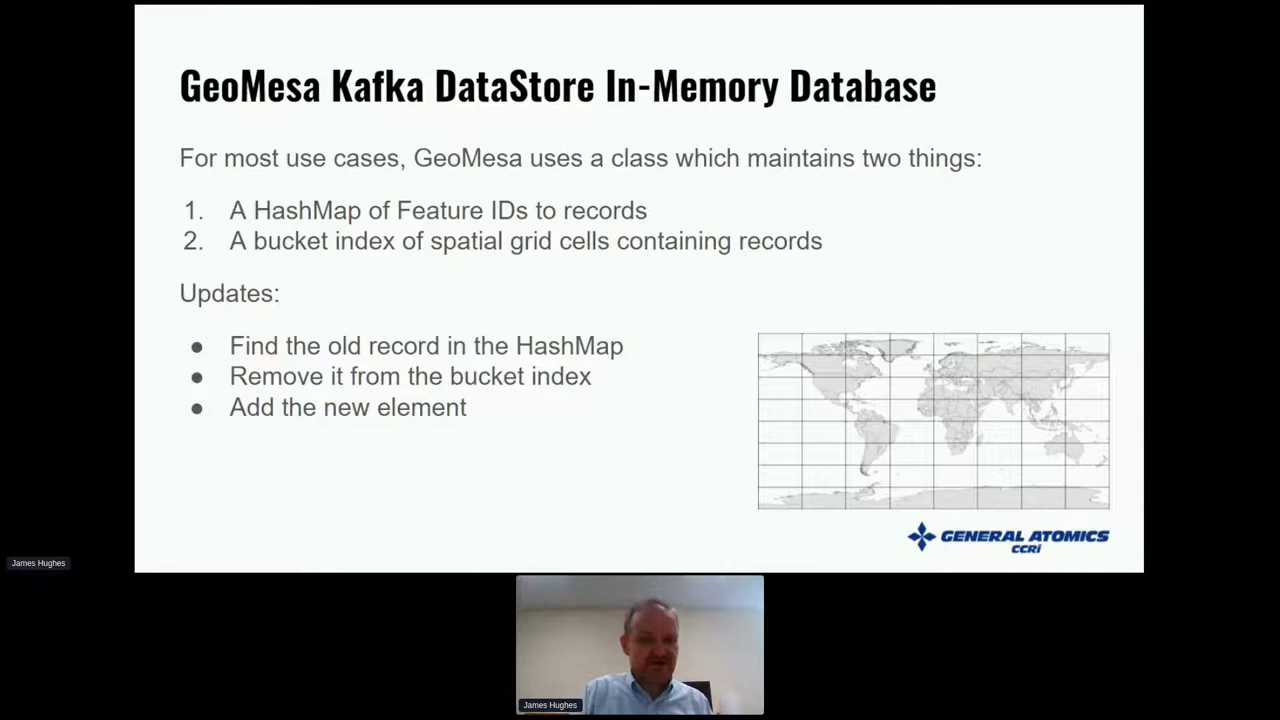 GeoMesa Kafka DataStore In-Memory Database
For most use cases, GeoMesa uses a class which maintains two things:
1. A HashMap of Feature IDs to records
2. A bucket index of spatial grid cells containing records
Updates:
● Find the old record in the HashMap
● Remove it from the bucket index
● Add the new element
GENERAL ATOMICS
CCRi
James Hughes
James Hughes